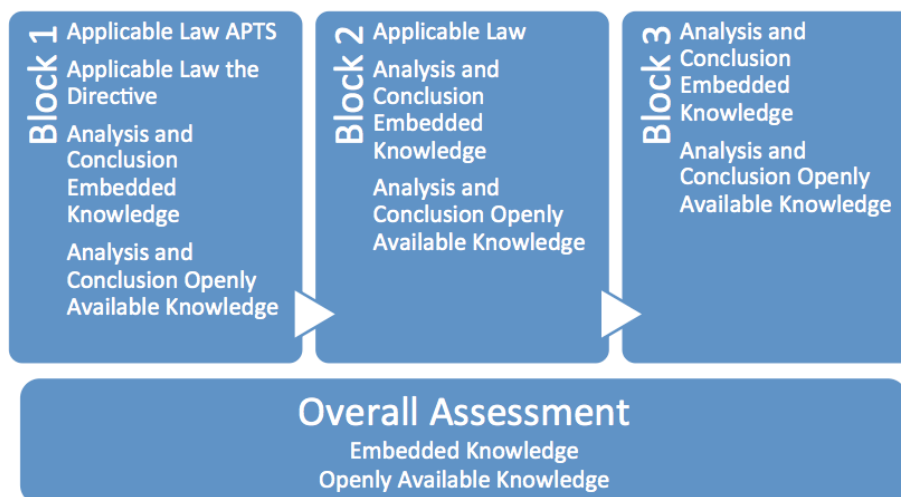 Block 1
Applicable Law APTS
Applicable Law the
Directive
Analysis and
Conclusion
Embedded
Knowledge
Analysis and
Conclusion Openly
Available Knowledge
Block 2
Applicable Law
Analysis and
Conclusion
Embedded
Knowledge
Analysis and
Conclusion Openly
Available Knowledge
Block 3
Analysis and
Conclusion
Embedded
Knowledge
Analysis and
Conclusion Openly
Available Knowledge
Overall Assessment
Embedded Knowledge
Openly Available Knowledge